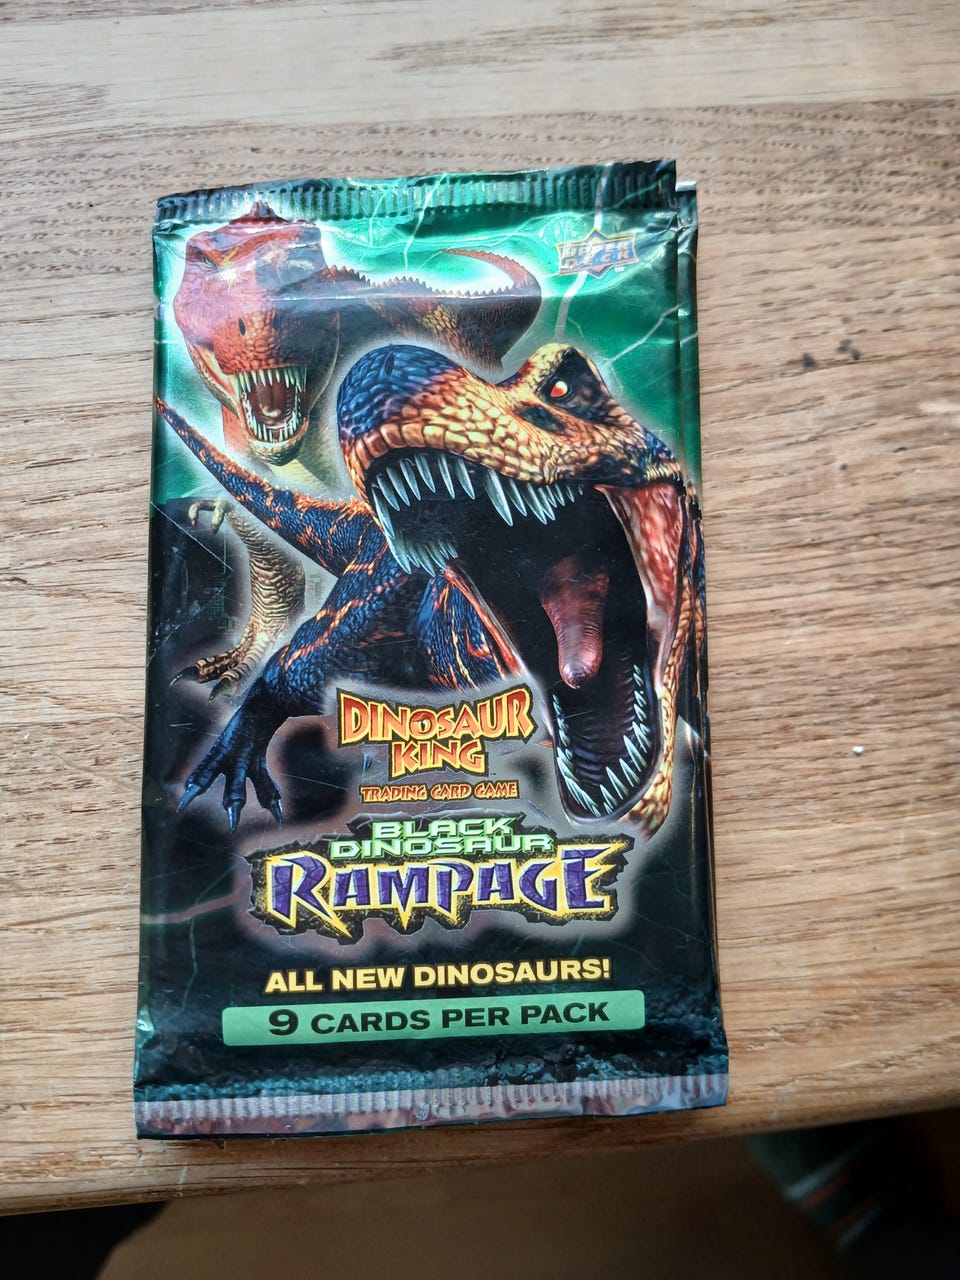 UPPER
DECK
DINOSAUR
KING
TRADING CARD GAME
BLACK
DINOSAUR
RAMPAGE
ALL NEW DINOSAURS!
9 CARDS PER PACK